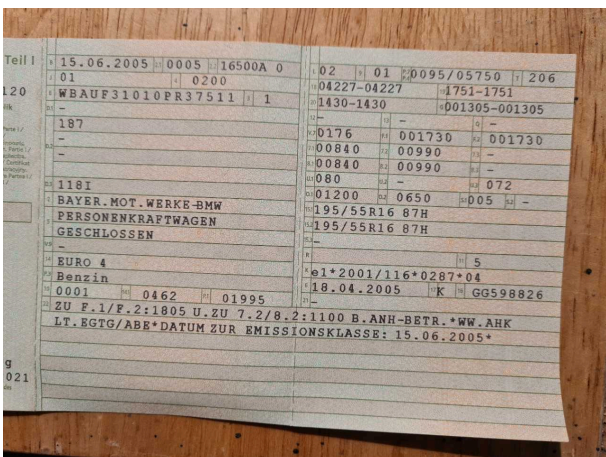 Teil I
120
g
021
15.06.2005 0005 16500A 0
01 0200
WBAUF31010PR37511 1
-
187
-
-
118I
BAYER.MOT.WERKE-BMW
PERSONENKRAFTWAGEN
GESCHLOSSEN
-
EURO 4
Benzin
0001 0462 01995
02 01 0095/05750 206
04227-04227 1751-1751
1430-1430 001305-001305
- - -
0176 001730 001730
00840 00990 -
00840 00990 -
080 - 072
01200 0650 005 -
195/55R16 87H
195/55R16 87H
-
5
e1*2001/116*0287*04
18.04.2005 K GG598826
-
ZU F.1/F.2:1805 U.ZU 7.2/8.2:1100 B.ANH-BETR.*WW.AHK
LT.EGTG/ABE*DATUM ZUR EMISSIONSKLASSE: 15.06.2005*